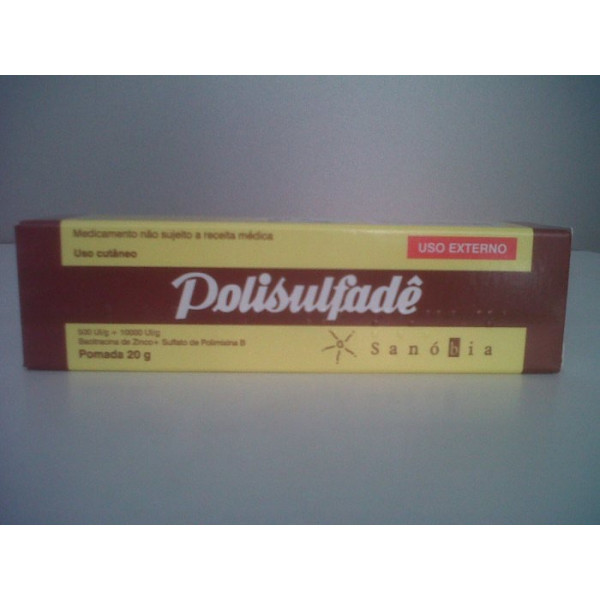 Medicamento não sujeito a receita médica
Uso cutâneo
USO EXTERNO
Polisulfadê
500 UI/g + 10000 UI/g
Bacitracina de Zinco + Sulfato de Polimixina B
Pomada 20 g
Sanóbia